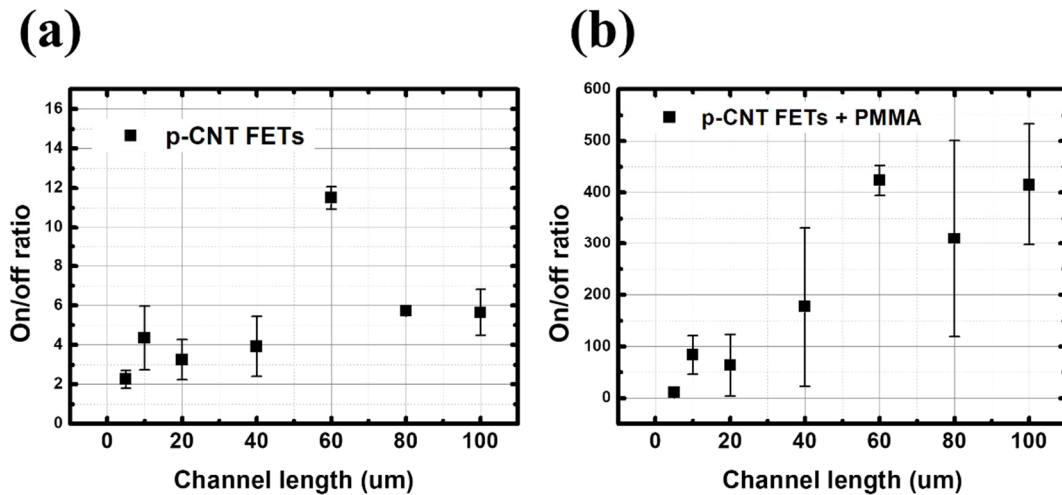 (a)
(b)
16
14
12
10
8
6
4
2
0
On/off ratio
p-CNT FETs
0 20 40 60 80 100
Channel length (um)
600
500
450
400
300
200
100
0
On/off ratio
p-CNT FETs + PMMA
0 20 40 60 80 100
Channel length (um)